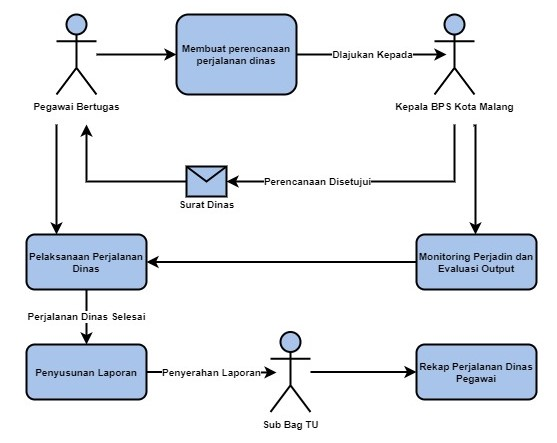 Membuat perencanaan
perjalanan dinas
DIajukan Kepada
Pegawai Bertugas
Kepala BPS Kota Malang
Perencanaan Disetujui
Surat Dinas
Pelaksanaan Perjalanan
Dinas
Monitoring Perjadin dan
Evaluasi Output
Perjalanan Dinas Selesai
Penyusunan Laporan
Penyerahan Laporan
Rekap Perjalanan Dinas
Pegawai
Sub Bag TU